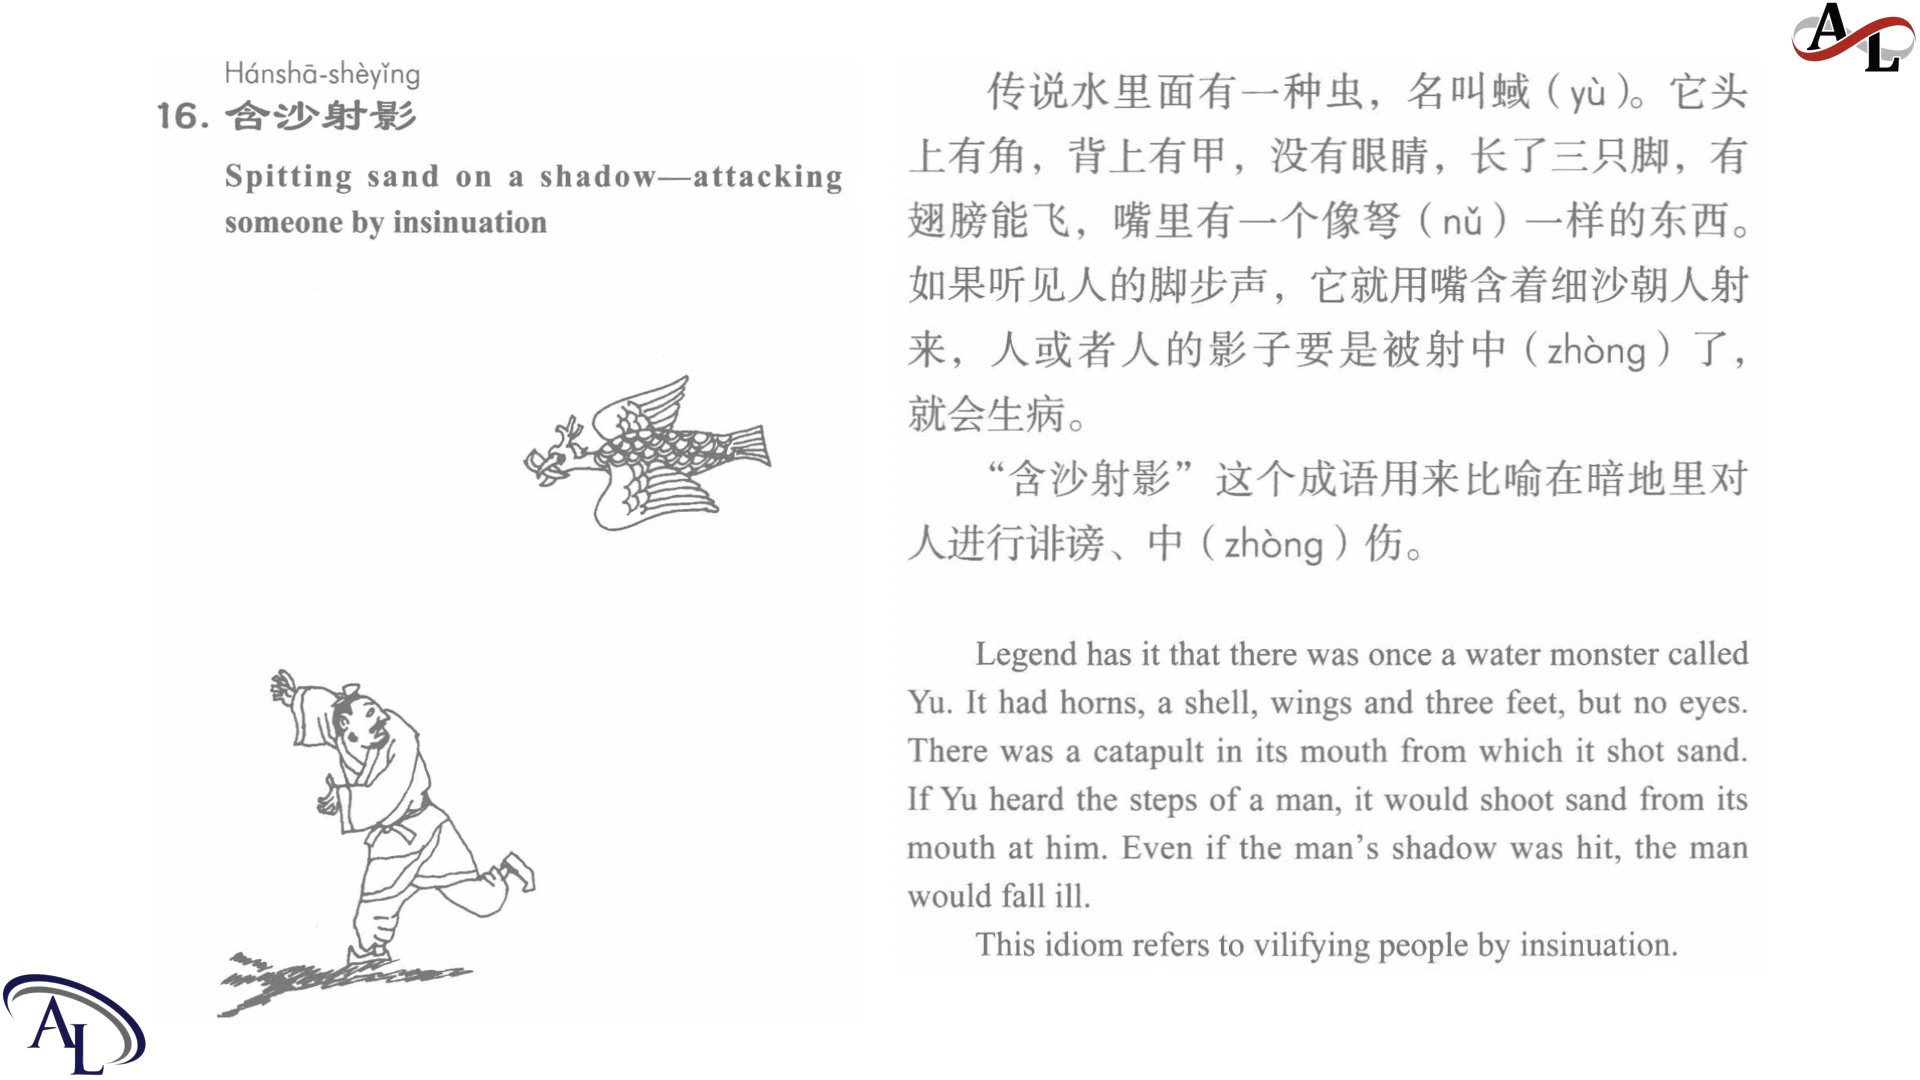 Hánshā-shèyǐng
16. 含沙射影
Spitting sand on a shadow—attacking
someone by insinuation
传说水里面有一种虫，名叫蜮（yù）。它头
上有角，背上有甲，没有眼睛，长了三只脚，有
翅膀能飞，嘴里有一个像弩（nǔ）一样的东西。
如果听见人的脚步声，它就用嘴含着细沙朝人射
来，人或者人的影子要是被射中（zhòng）了，
就会生病。
“含沙射影”这个成语用来比喻在暗地里对
人进行诽谤、中（zhòng）伤。
Legend has it that there was once a water monster called
Yu. It had horns, a shell, wings and three feet, but no eyes.
There was a catapult in its mouth from which it shot sand.
If Yu heard the steps of a man, it would shoot sand from its
mouth at him. Even if the man’s shadow was hit, the man
would fall ill.
This idiom refers to vilifying people by insinuation.
AL
AL